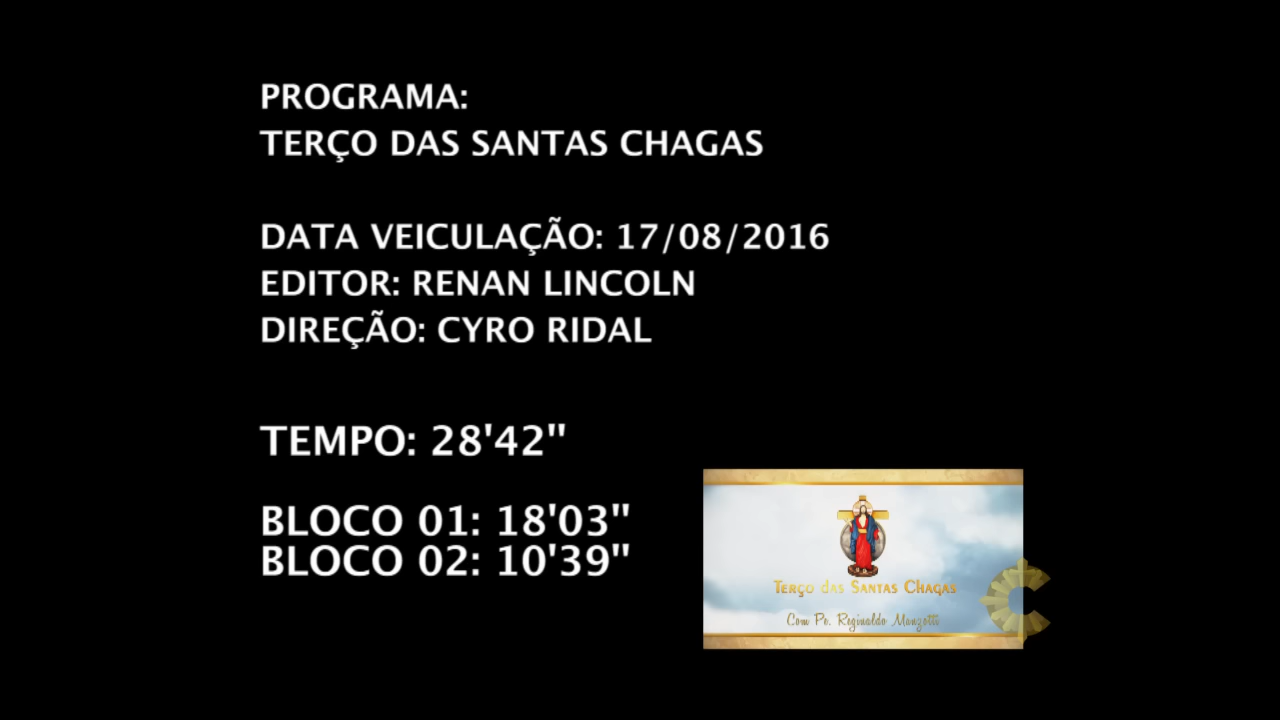 PROGRAMA:
TERÇO DAS SANTAS CHAGAS
DATA VEICULAÇÃO: 17/08/2016
EDITOR: RENAN LINCOLN
DIREÇÃO: CYRO RIDAL
TEMPO: 28'42"
BLOCO 01: 18'03"
BLOCO 02: 10'39"
Terço das Santas Chagas
Com Pe. Reginaldo Manzotti